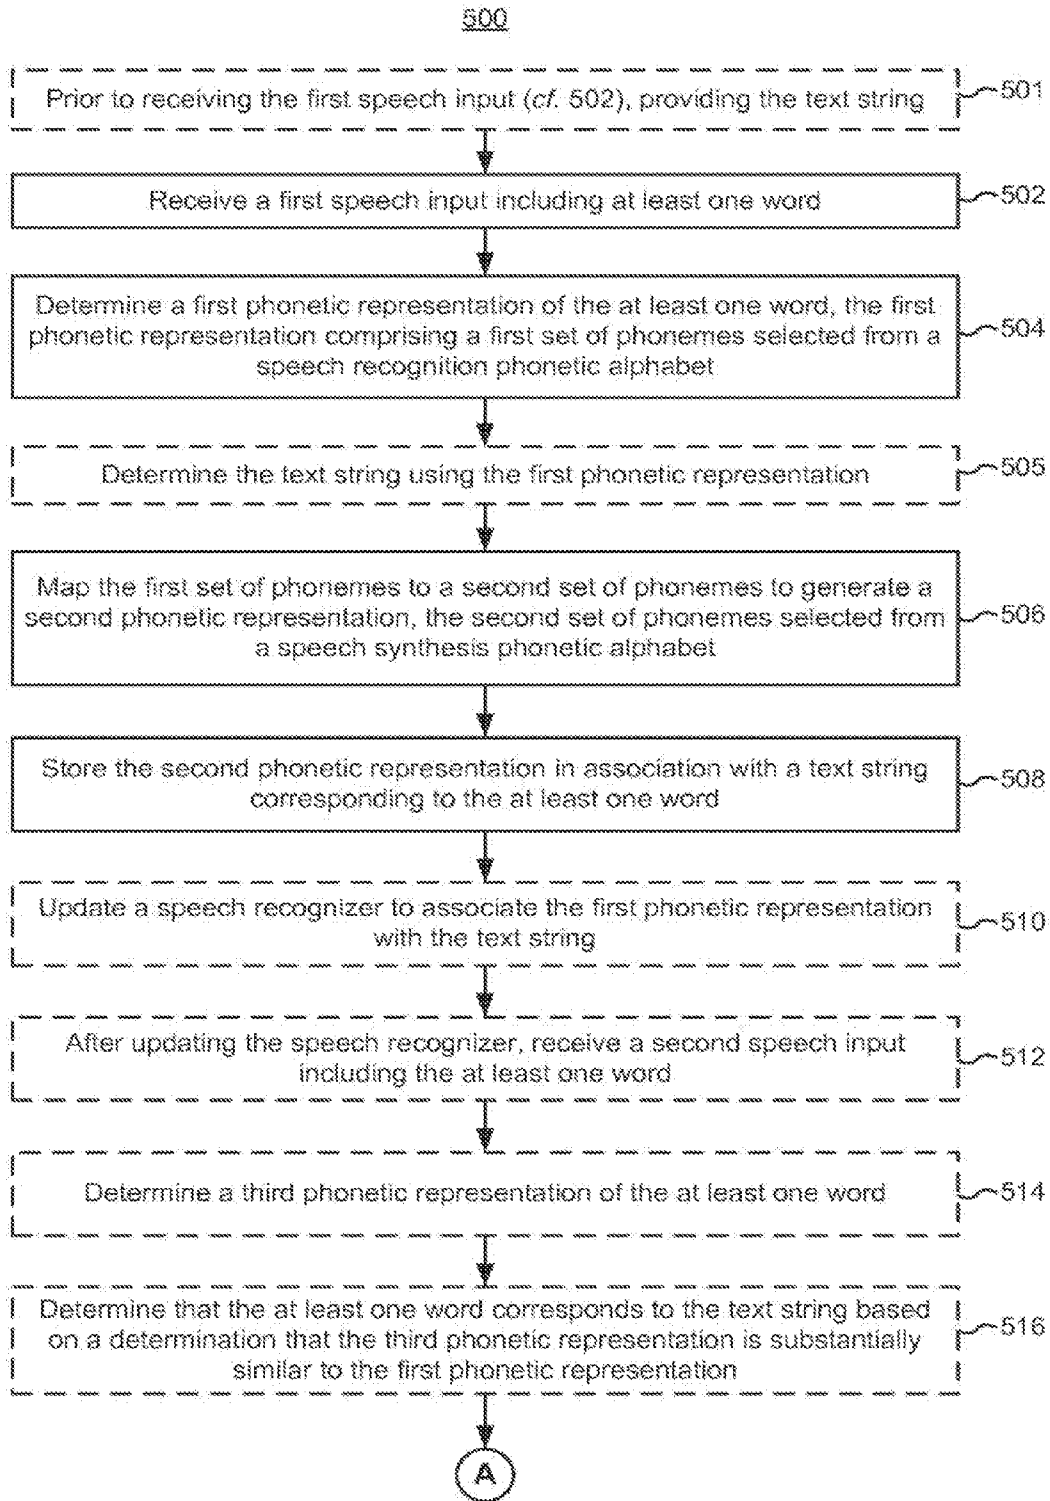 500
Prior to receiving the first speech input (cf. 502), providing the text string
501
Receive a first speech input including at least one word
502
Determine a first phonetic representation of the at least one word, the first
phonetic representation comprising a first set of phonemes selected from a
speech recognition phonetic alphabet
504
Determine the text string using the first phonetic representation
505
Map the first set of phonemes to a second set of phonemes to generate a
second phonetic representation, the second set of phonemes selected from
a speech synthesis phonetic alphabet
506
Store the second phonetic representation in association with a text string
corresponding to the at least one word
508
Update a speech recognizer to associate the first phonetic representation
with the text string
510
After updating the speech recognizer, receive a second speech input
including the at least one word
512
Determine a third phonetic representation of the at least one word
514
Determine that the at least one word corresponds to the text string based
on a determination that the third phonetic representation is substantially
similar to the first phonetic representation
516
A